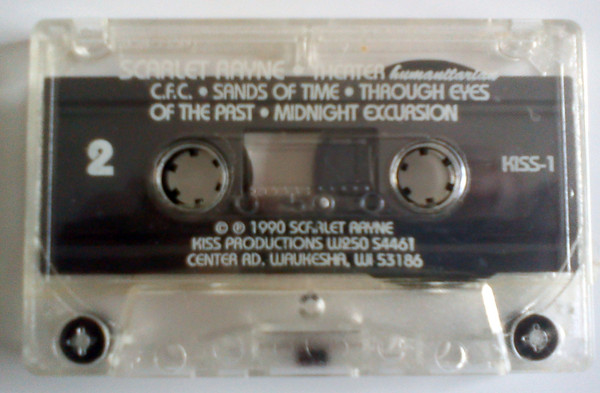 SCARLET RAYNE • THEATER humanitarian
C.F.C. • SANDS OF TIME • THROUGH EYES
OF THE PAST • MIDNIGHT EXCURSION
2
KISS-1
© ℗ 1990 SCARLET RAYNE
KISS PRODUCTIONS W250 S4461
CENTER RD. WAUKESHA, WI 53186